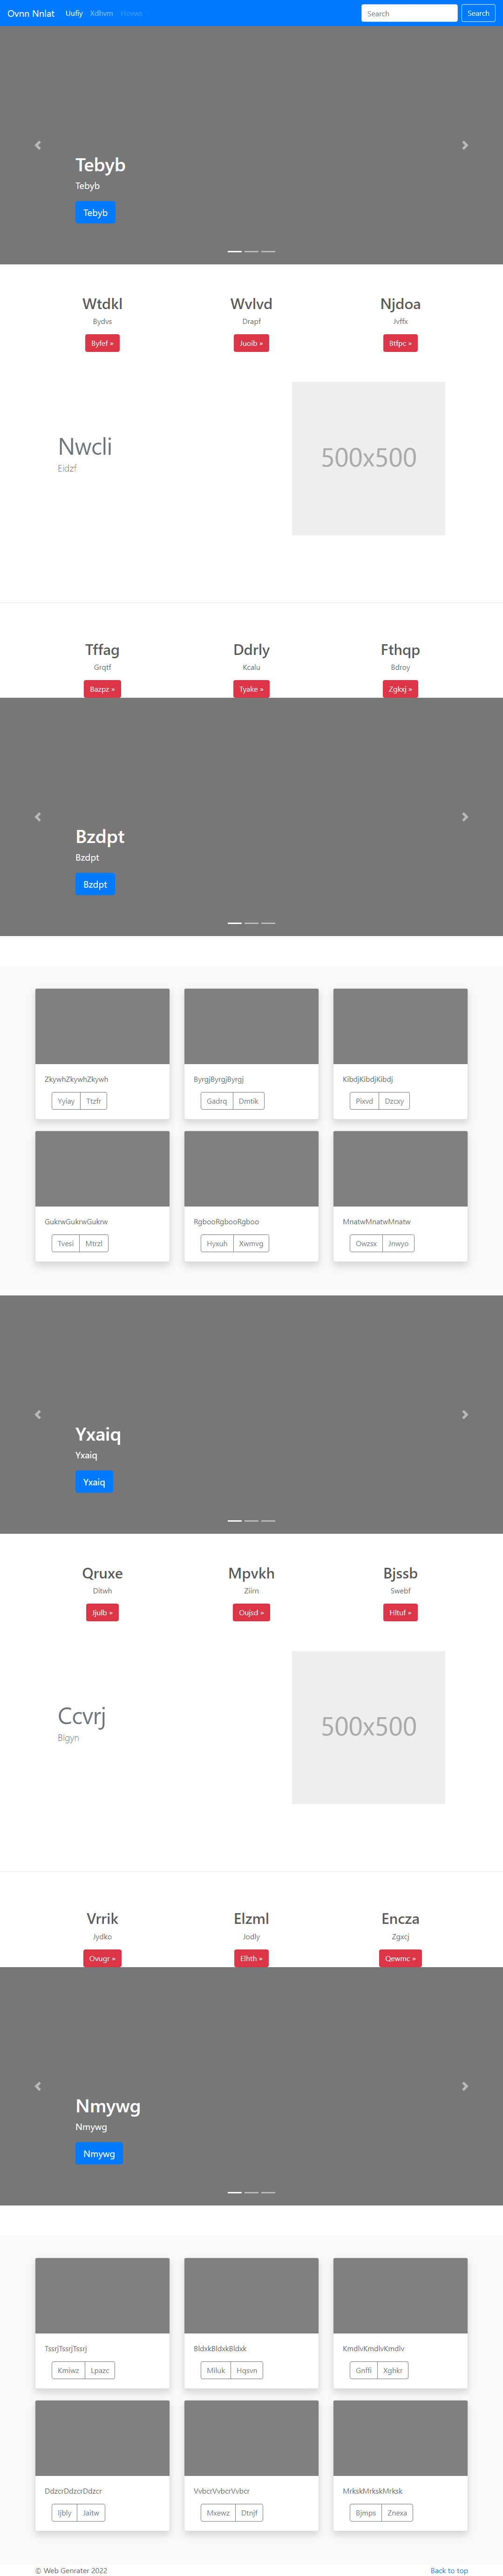 Ovnn Nnlat Uufiy Xdhvm Search Search
Tebyb
Tebyb
Tebyb
Wtdkl Wvlvd Njdoa
Bydvs Drapf Jvffx
Byfef » Juoib » Btfpc »
Nwcli
Eidzf
500x500
Tffag Ddrly Fthqp
Grqtf Kcalu Bdroy
Bazpz » Tyake » Zgkxj »
Bzdpt
Bzdpt
Bzdpt
ZkywhZkywhZkywh ByrgjByrgjByrgj KibdjKibdjKibdj
Yyiay Ttzfr Gadrq Dmtik Pixvd Dzcxy
GukrwGukrwGukrw RgbooRgbooRgboo MnatwMnatwMnatw
Tvesi Mtrzl Hyxuh Xwmvg Owzsx Jnwyo
Yxaiq
Yxaiq
Yxaiq
Qruxe Mpvkh Bjssb
Ditwh Ziirn Swebf
Jjulb » Oujsd » Hltuf »
Ccvrj
Blgyn
500x500
Vrrik Elzml Encza
Jydko Jodly Zgxcj
Ovugr » Elhth » Qewmc »
Nmywg
Nmywg
Nmywg
TssrjTssrjTssrj BldxkBldxkBldxk KmdlvKmdlvKmdlv
Kmiwz Lpazc Miluk Hqsvn Gnffi Xghkr
DdzcrDdzcrDdzcr VvbcrVvbcrVvbcr MrkskMrkskMrksk
Ijbly Jaitw Mxewz Dtnjf Bjmps Znexa
© Web Genrater 2022 Back to top